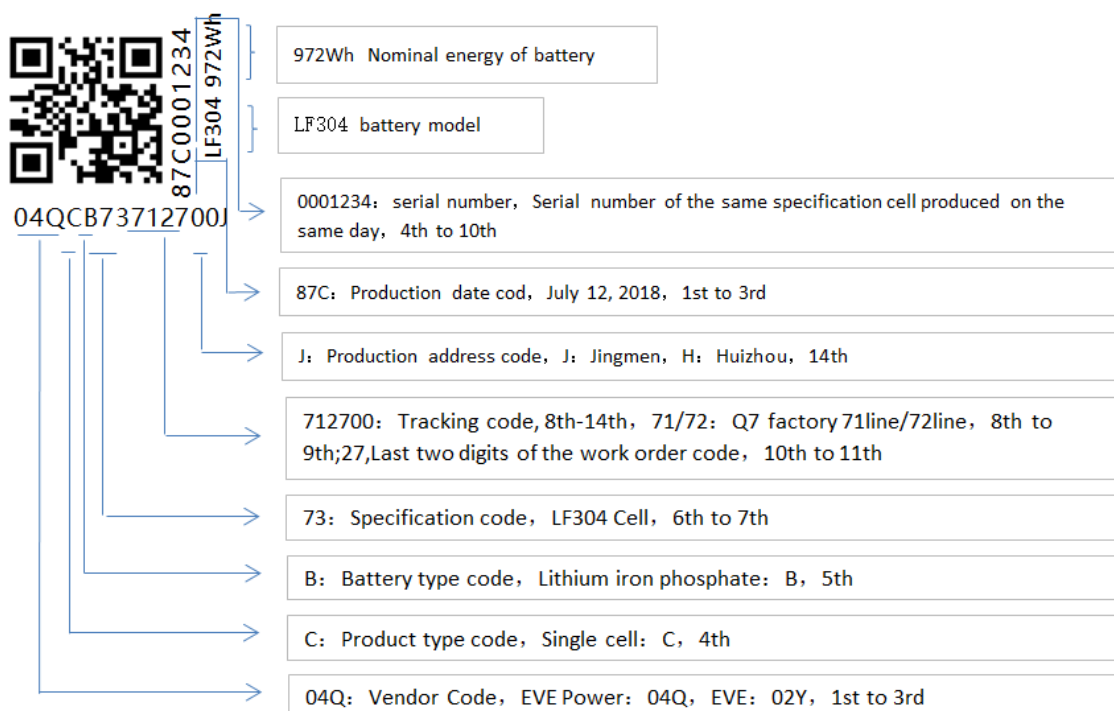 87C0001234
LF304 972Wh
04QCB73712700J
972Wh Nominal energy of battery
LF304 battery model
0001234: serial number, Serial number of the same specification cell produced on the
same day, 4th to 10th
87C: Production date cod, July 12, 2018, 1st to 3rd
J: Production address code, J: Jingmen, H: Huizhou, 14th
712700: Tracking code, 8th-14th, 71/72: Q7 factory 71line/72line, 8th to
9th;27,Last two digits of the work order code, 10th to 11th
73: Specification code, LF304 Cell, 6th to 7th
B: Battery type code, Lithium iron phosphate: B, 5th
C: Product type code, Single cell: C, 4th
04Q: Vendor Code, EVE Power: 04Q, EVE: 02Y, 1st to 3rd